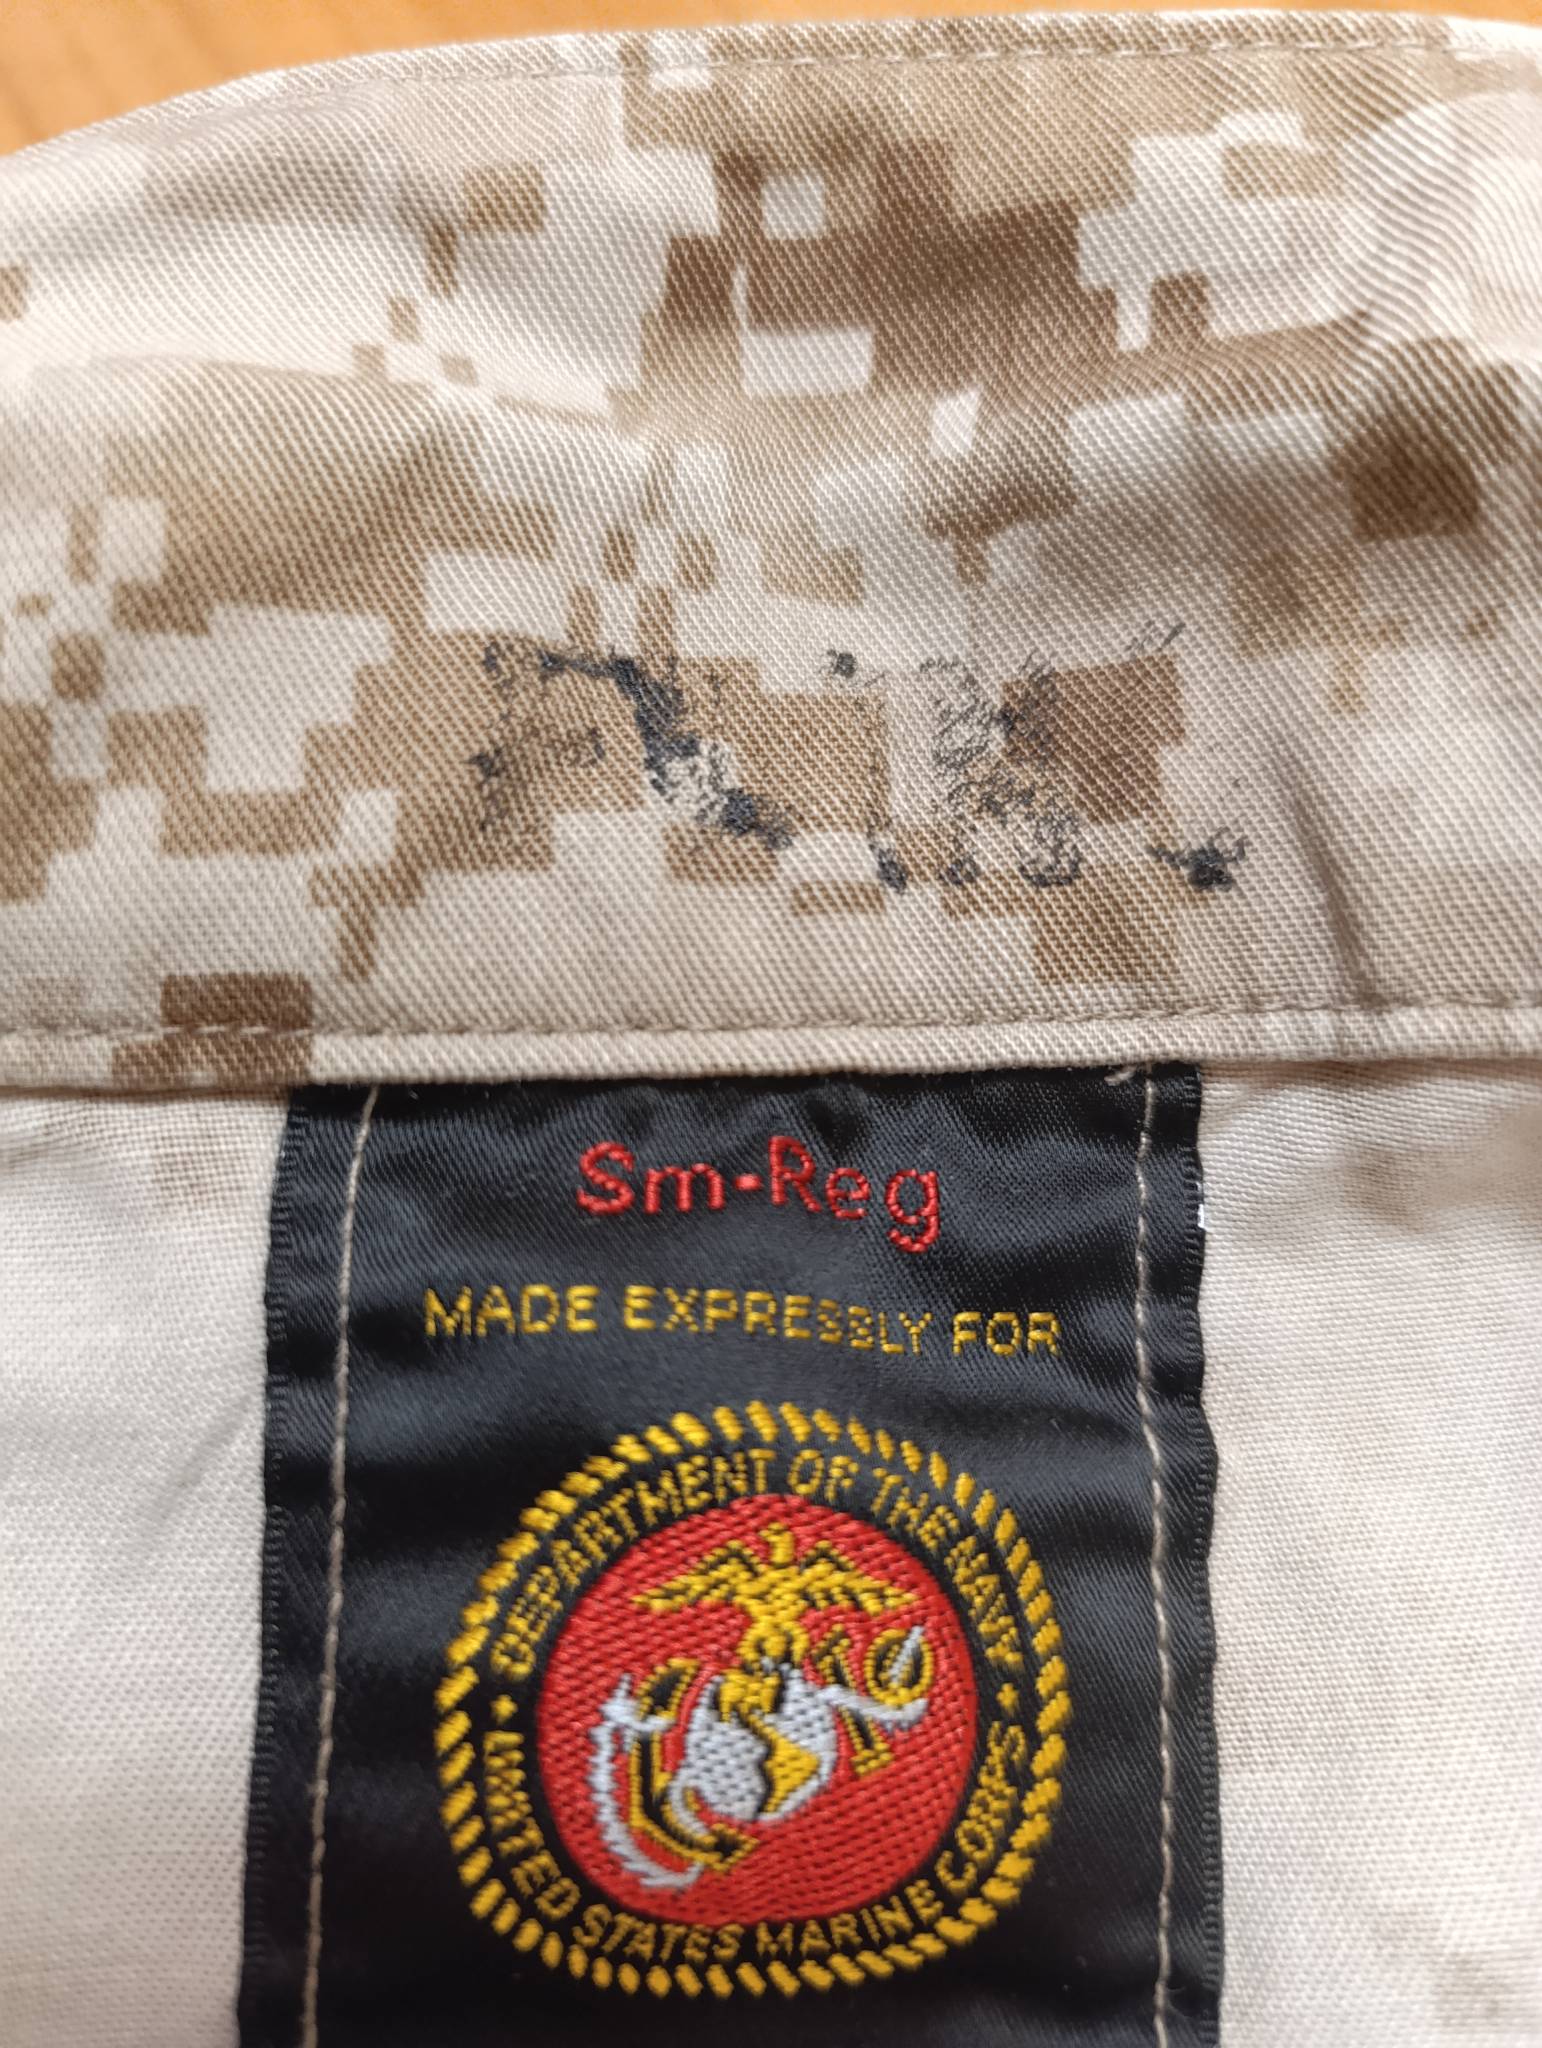 Sm-Reg
MADE EXPRESSLY FOR
DEPARTMENT OF THE NAVY
UNITED STATES MARINE CORPS